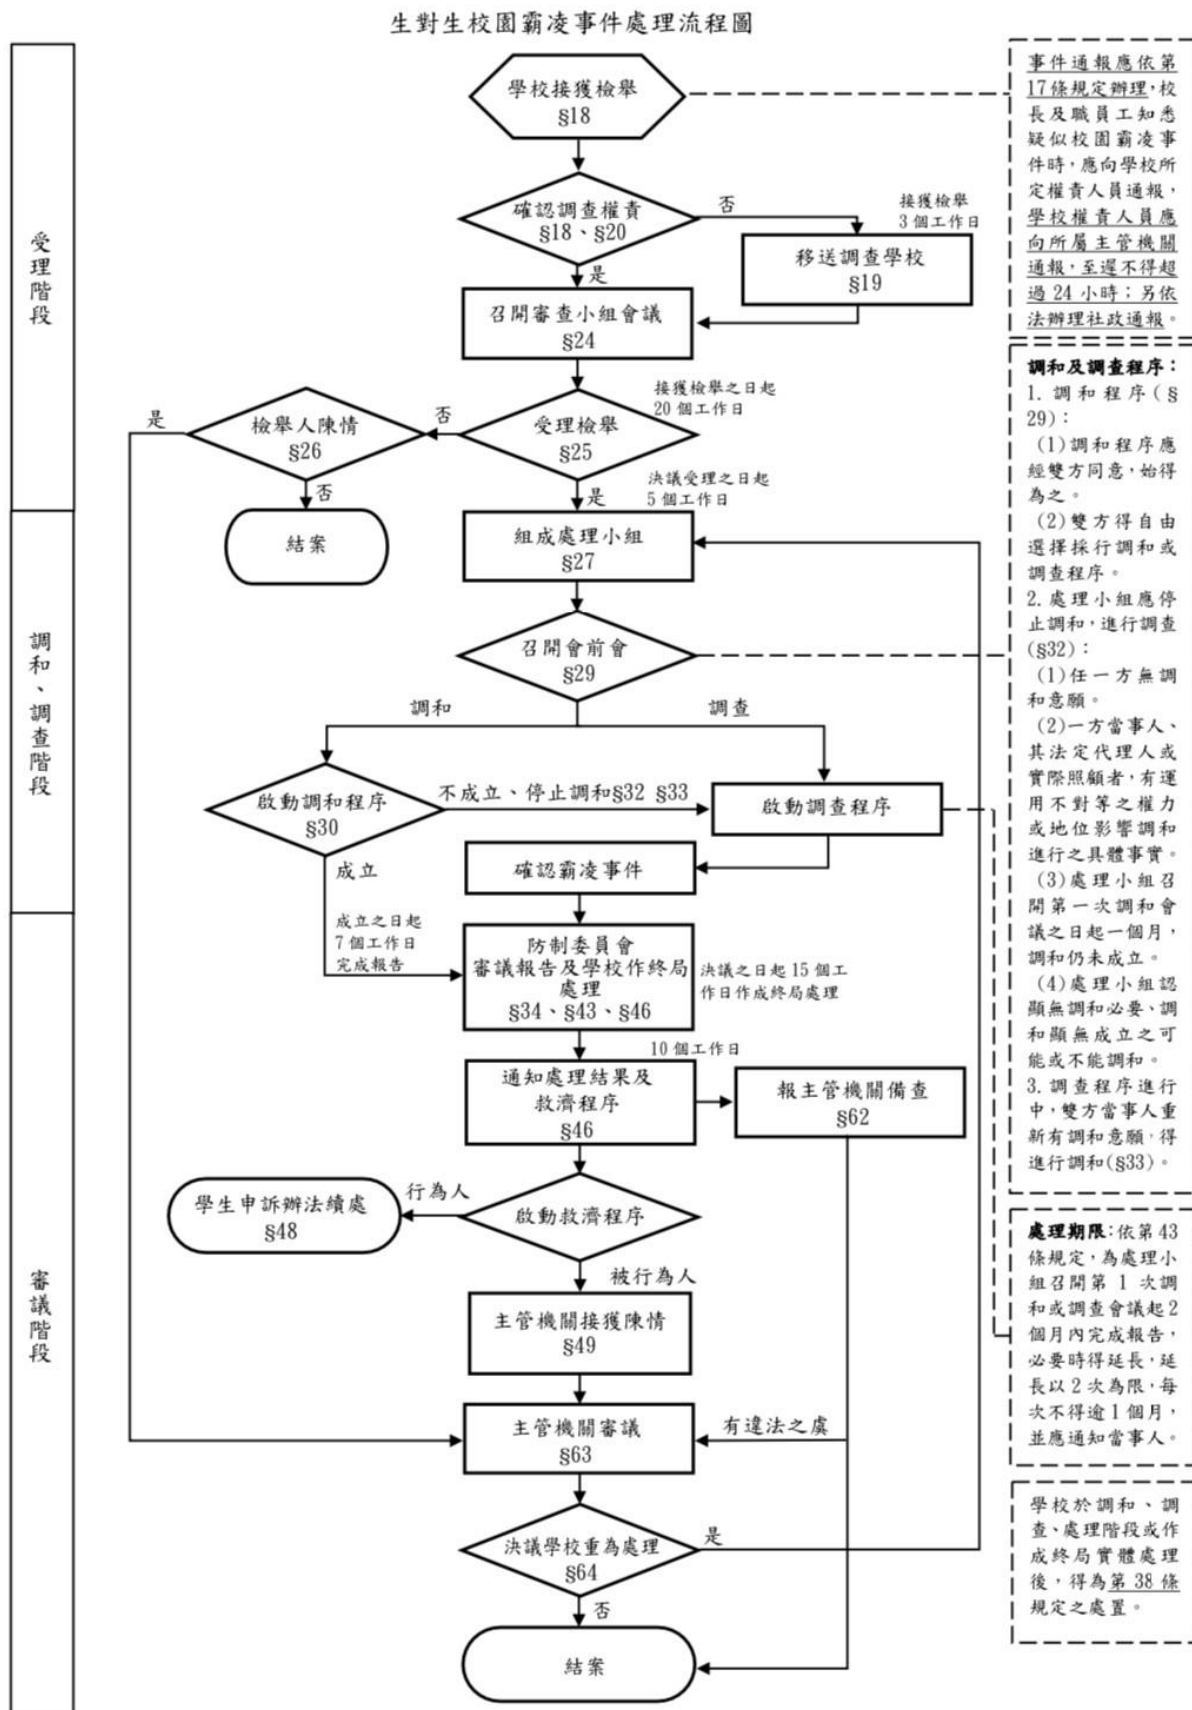 生對生校園霸凌事件處理流程圖
受理階段
調和、調查階段
審議階段
學校接獲檢舉
§18
確認調查權責
§18、§20
否
接獲檢舉
3 個工作日
移送調查學校
§19
是
召開審查小組會議
§24
接獲檢舉之日起
20 個工作日
受理檢舉
§25
否
檢舉人陳情
§26
是
否
結案
決議受理之日起
5 個工作日
是
組成處理小組
§27
召開會前會
§29
調和
調查
啟動調和程序
§30
不成立、停止調和§32 §33
啟動調查程序
成立
確認霸凌事件
成立之日起
7 個工作日
完成報告
防制委員會
審議報告及學校作終局
處理
§34、§43、§46
決議之日起 15 個工
作日作成終局處理
10 個工作日
通知處理結果及
救濟程序
§46
報主管機關備查
§62
啟動救濟程序
行為人
學生申訴辦法續處
§48
被行為人
主管機關接獲陳情
§49
主管機關審議
§63
有違法之虞
決議學校重為處理
§64
是
否
結案
事件通報應依第
17條規定辦理，校
長及職員工知悉
疑似校園霸凌事
件時，應向學校所
定權責人員通報，
學校權責人員應
向所屬主管機關
通報，至遲不得超
過 24 小時；另依
法辦理社政通報。
調和及調查程序：
1. 調和程序(§
29)：
(1)調和程序應
經雙方同意，始得
為之。
(2)雙方得自由
選擇採行調和或
調查程序。
2. 處理小組應停
止調和，進行調查
(§32)：
(1)任一方無調
和意願。
(2)一方當事人、
其法定代理人或
實際照顧者，有運
用不對等之權力
或地位影響調和
進行之具體事實。
(3)處理小組召
開第一次調和會
議之日起一個月，
調和仍未成立。
(4)處理小組認
顯無調和必要、調
和顯無成立之可
能或不能調和。
3. 調查程序進行
中，雙方當事人重
新有調和意願，得
進行調和(§33)。
處理期限：依第 43
條規定，為處理小
組召開第 1 次調
和或調查會議起 2
個月內完成報告，
必要時得延長，延
長以 2 次為限，每
次不得逾 1 個月，
並應通知當事人。
學校於調和、調
查、處理階段或作
成終局實體處理
後，得為第 38 條
規定之處置。